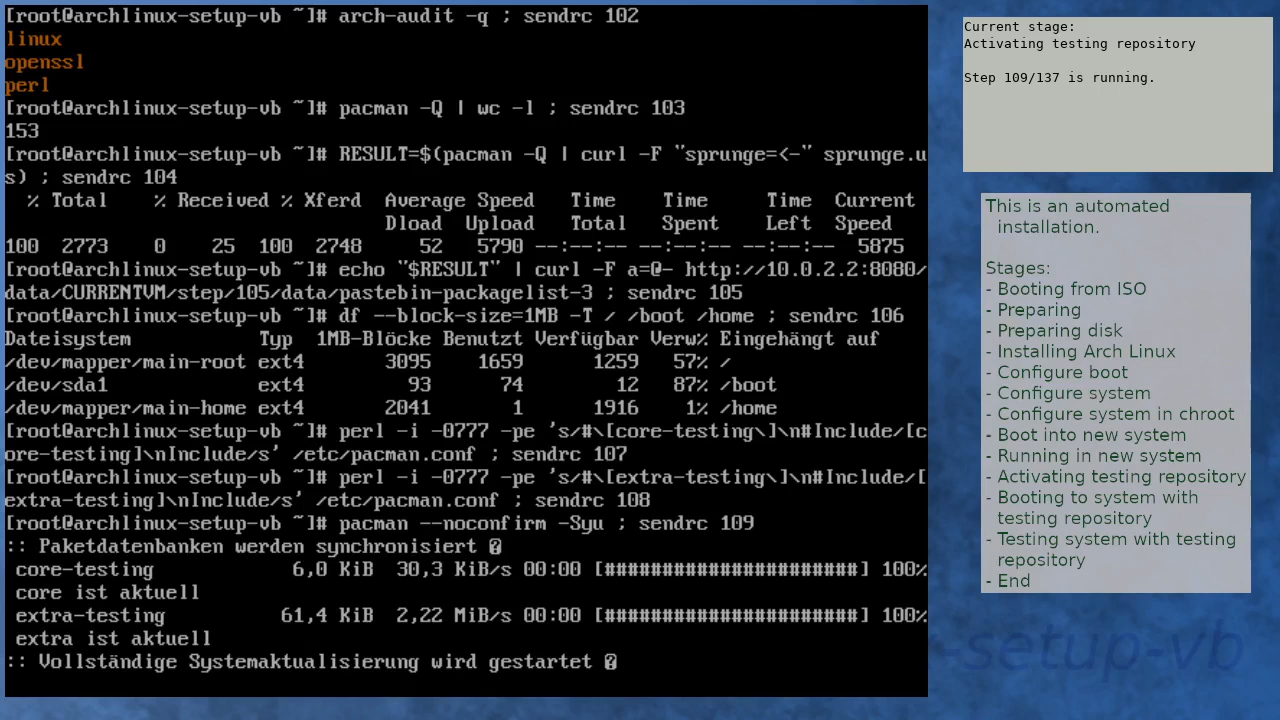 [root@archlinux-setup-vb ~]# arch-audit -q ; sendrc 102
linux
openssl
perl
[root@archlinux-setup-vb ~]# pacman -Q | wc -l ; sendrc 103
153
[root@archlinux-setup-vb ~]# RESULT=$(pacman -Q | curl -F "sprunge=<-" sprunge.u
s) ; sendrc 104
  % Total    % Received % Xferd  Average Speed   Time    Time     Time  Current
                                 Dload  Upload   Total   Spent    Left  Speed
100  2773    0    25  100  2748     52   5790 --:--:-- --:--:-- --:--:--  5875
[root@archlinux-setup-vb ~]# echo "$RESULT" | curl -F a=@- http://10.0.2.2:8080/
data/CURRENTVM/step/105/data/pastebin-packagelist-3 ; sendrc 105
[root@archlinux-setup-vb ~]# df --block-size=1MB -T / /boot /home ; sendrc 106
Dateisystem           Typ  1MB-Blöcke Benutzt Verfügbar Verw% Eingehängt auf
/dev/mapper/main-root ext4       3095    1659      1259   57% /
/dev/sda1             ext4         93      74        12   87% /boot
/dev/mapper/main-home ext4       2041       1      1916    1% /home
[root@archlinux-setup-vb ~]# perl -i -0777 -pe 's/#\[core-testing\]\n#Include/[c
ore-testing]\nInclude/s' /etc/pacman.conf ; sendrc 107
[root@archlinux-setup-vb ~]# perl -i -0777 -pe 's/#\[extra-testing\]\n#Include/[
extra-testing]\nInclude/s' /etc/pacman.conf ; sendrc 108
[root@archlinux-setup-vb ~]# pacman --noconfirm -Syu ; sendrc 109
:: Paketdatenbanken werden synchronisiert �
 core-testing            6,0 KiB  30,3 KiB/s 00:00 [######################] 100%
 core ist aktuell
 extra-testing          61,4 KiB  2,22 MiB/s 00:00 [######################] 100%
 extra ist aktuell
:: Vollständige Systemaktualisierung wird gestartet �
Current stage:
Activating testing repository
Step 109/137 is running.
This is an automated
installation.
Stages:
- Booting from ISO
- Preparing
- Preparing disk
- Installing Arch Linux
- Configure boot
- Configure system
- Configure system in chroot
- Boot into new system
- Running in new system
- Activating testing repository
- Booting to system with
testing repository
- Testing system with testing
repository
- End
-setup-vb